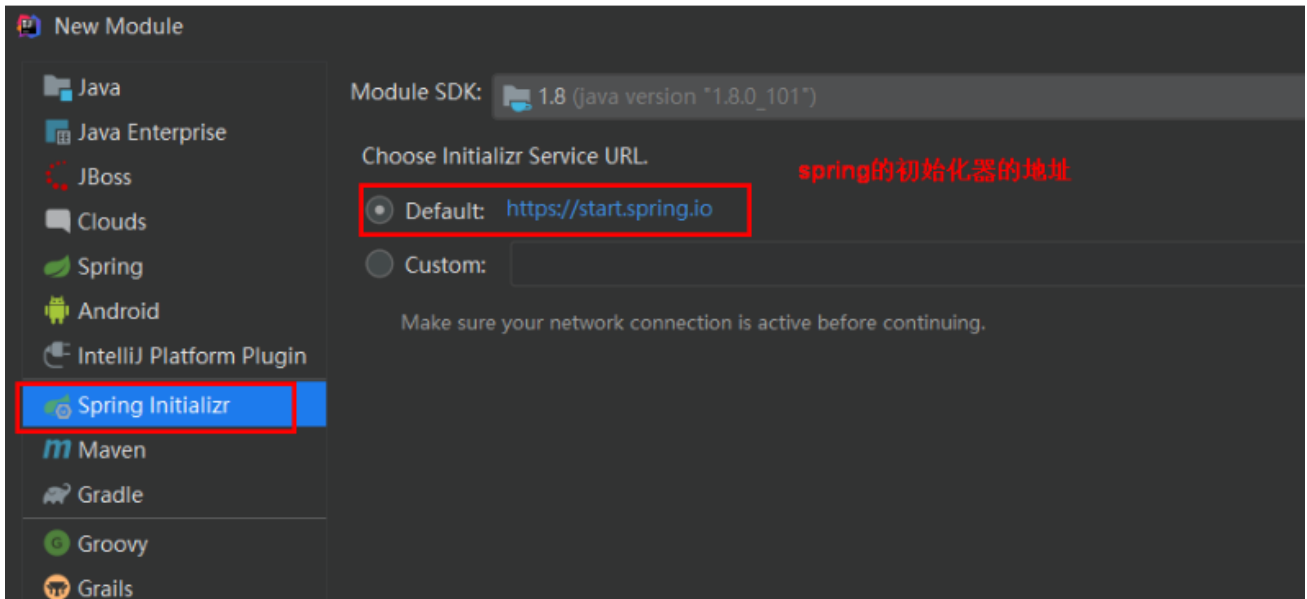 New Module
Java
Java Enterprise
JBoss
Clouds
Spring
Android
IntelliJ Platform Plugin
Spring Initializr
Maven
Gradle
Groovy
Grails
Module SDK: 1.8 (java version "1.8.0_101")
Choose Initializr Service URL.
spring的初始化器的地址
Default: https://start.spring.io
Custom:
Make sure your network connection is active before continuing.